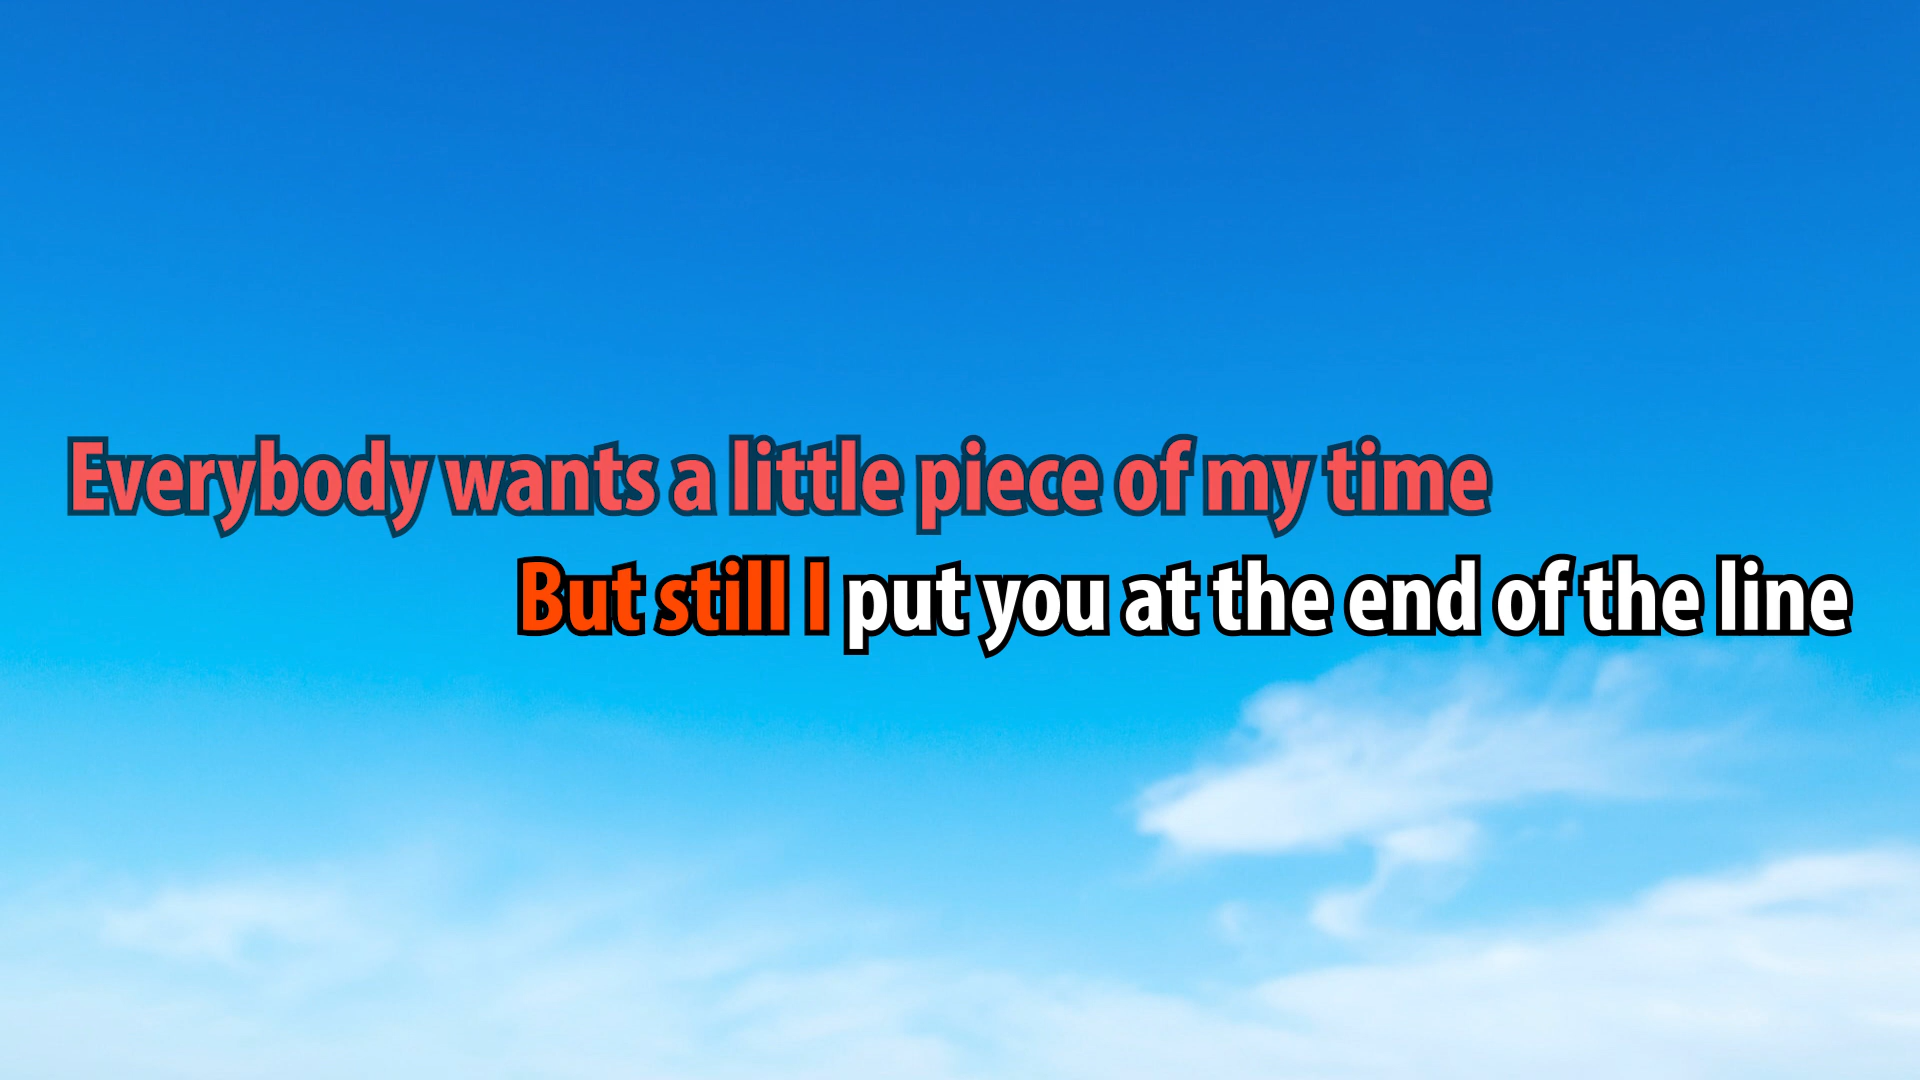 Everybody wants a little piece of my time
But still I put you at the end of the line